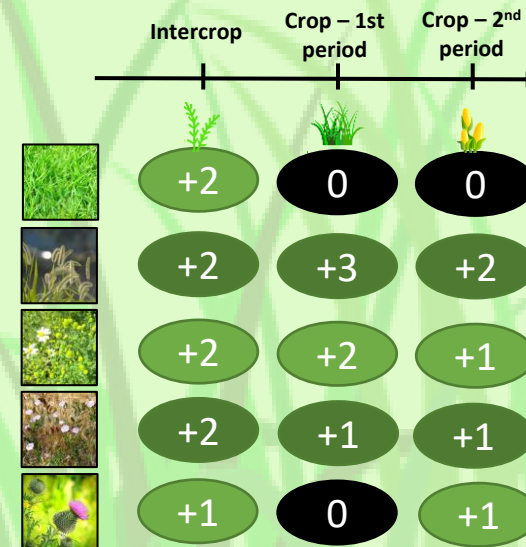 Intercrop
Crop – 1st
period
Crop – 2nd
period
+2 0 0
+2 +3 +2
+2 +2 +1
+2 +1 +1
+1 0 +1